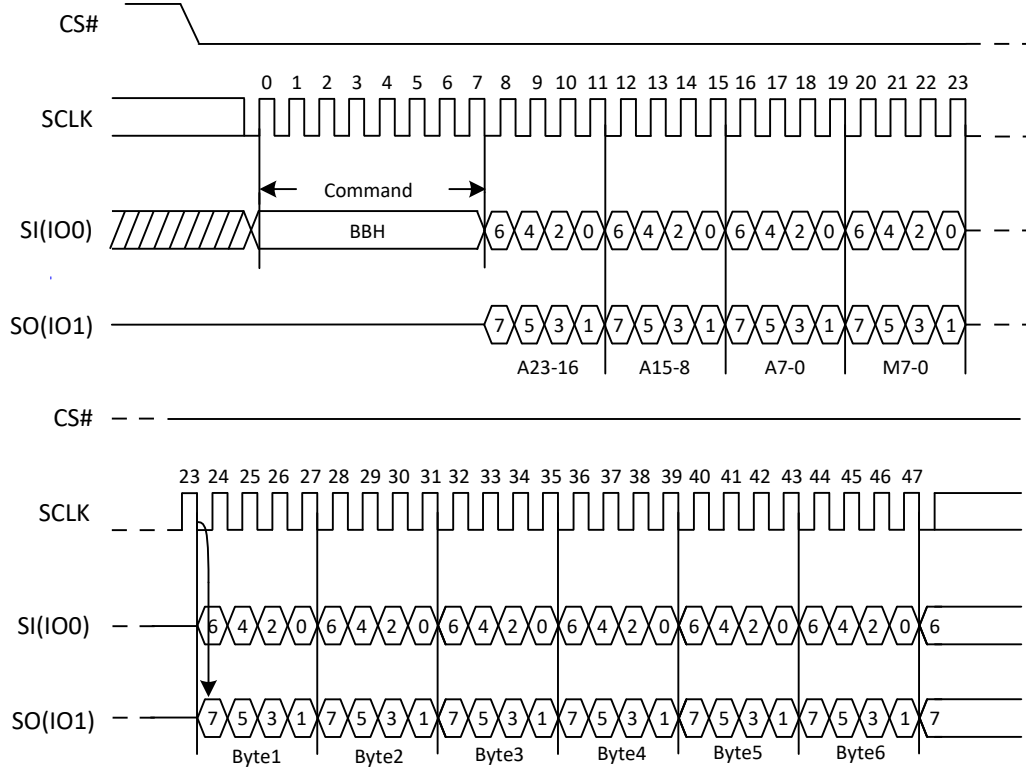 CS#
0 1 2 3 4 5 6 7 8 9 10 11 12 13 14 15 16 17 18 19 20 21 22 23
SCLK
Command
SI(IO0) BBH 6 4 2 0 6 4 2 0 6 4 2 0 6 4 2 0
SO(IO1) 7 5 3 1 7 5 3 1 7 5 3 1 7 5 3 1
A23-16 A15-8 A7-0 M7-0
CS#
23 24 25 26 27 28 29 30 31 32 33 34 35 36 37 38 39 40 41 42 43 44 45 46 47
SCLK
SI(IO0) 6 4 2 0 6 4 2 0 6 4 2 0 6 4 2 0 6 4 2 0 6 4 2 0 6
SO(IO1) 7 5 3 1 7 5 3 1 7 5 3 1 7 5 3 1 7 5 3 1 7 5 3 1 7
Byte1 Byte2 Byte3 Byte4 Byte5 Byte6